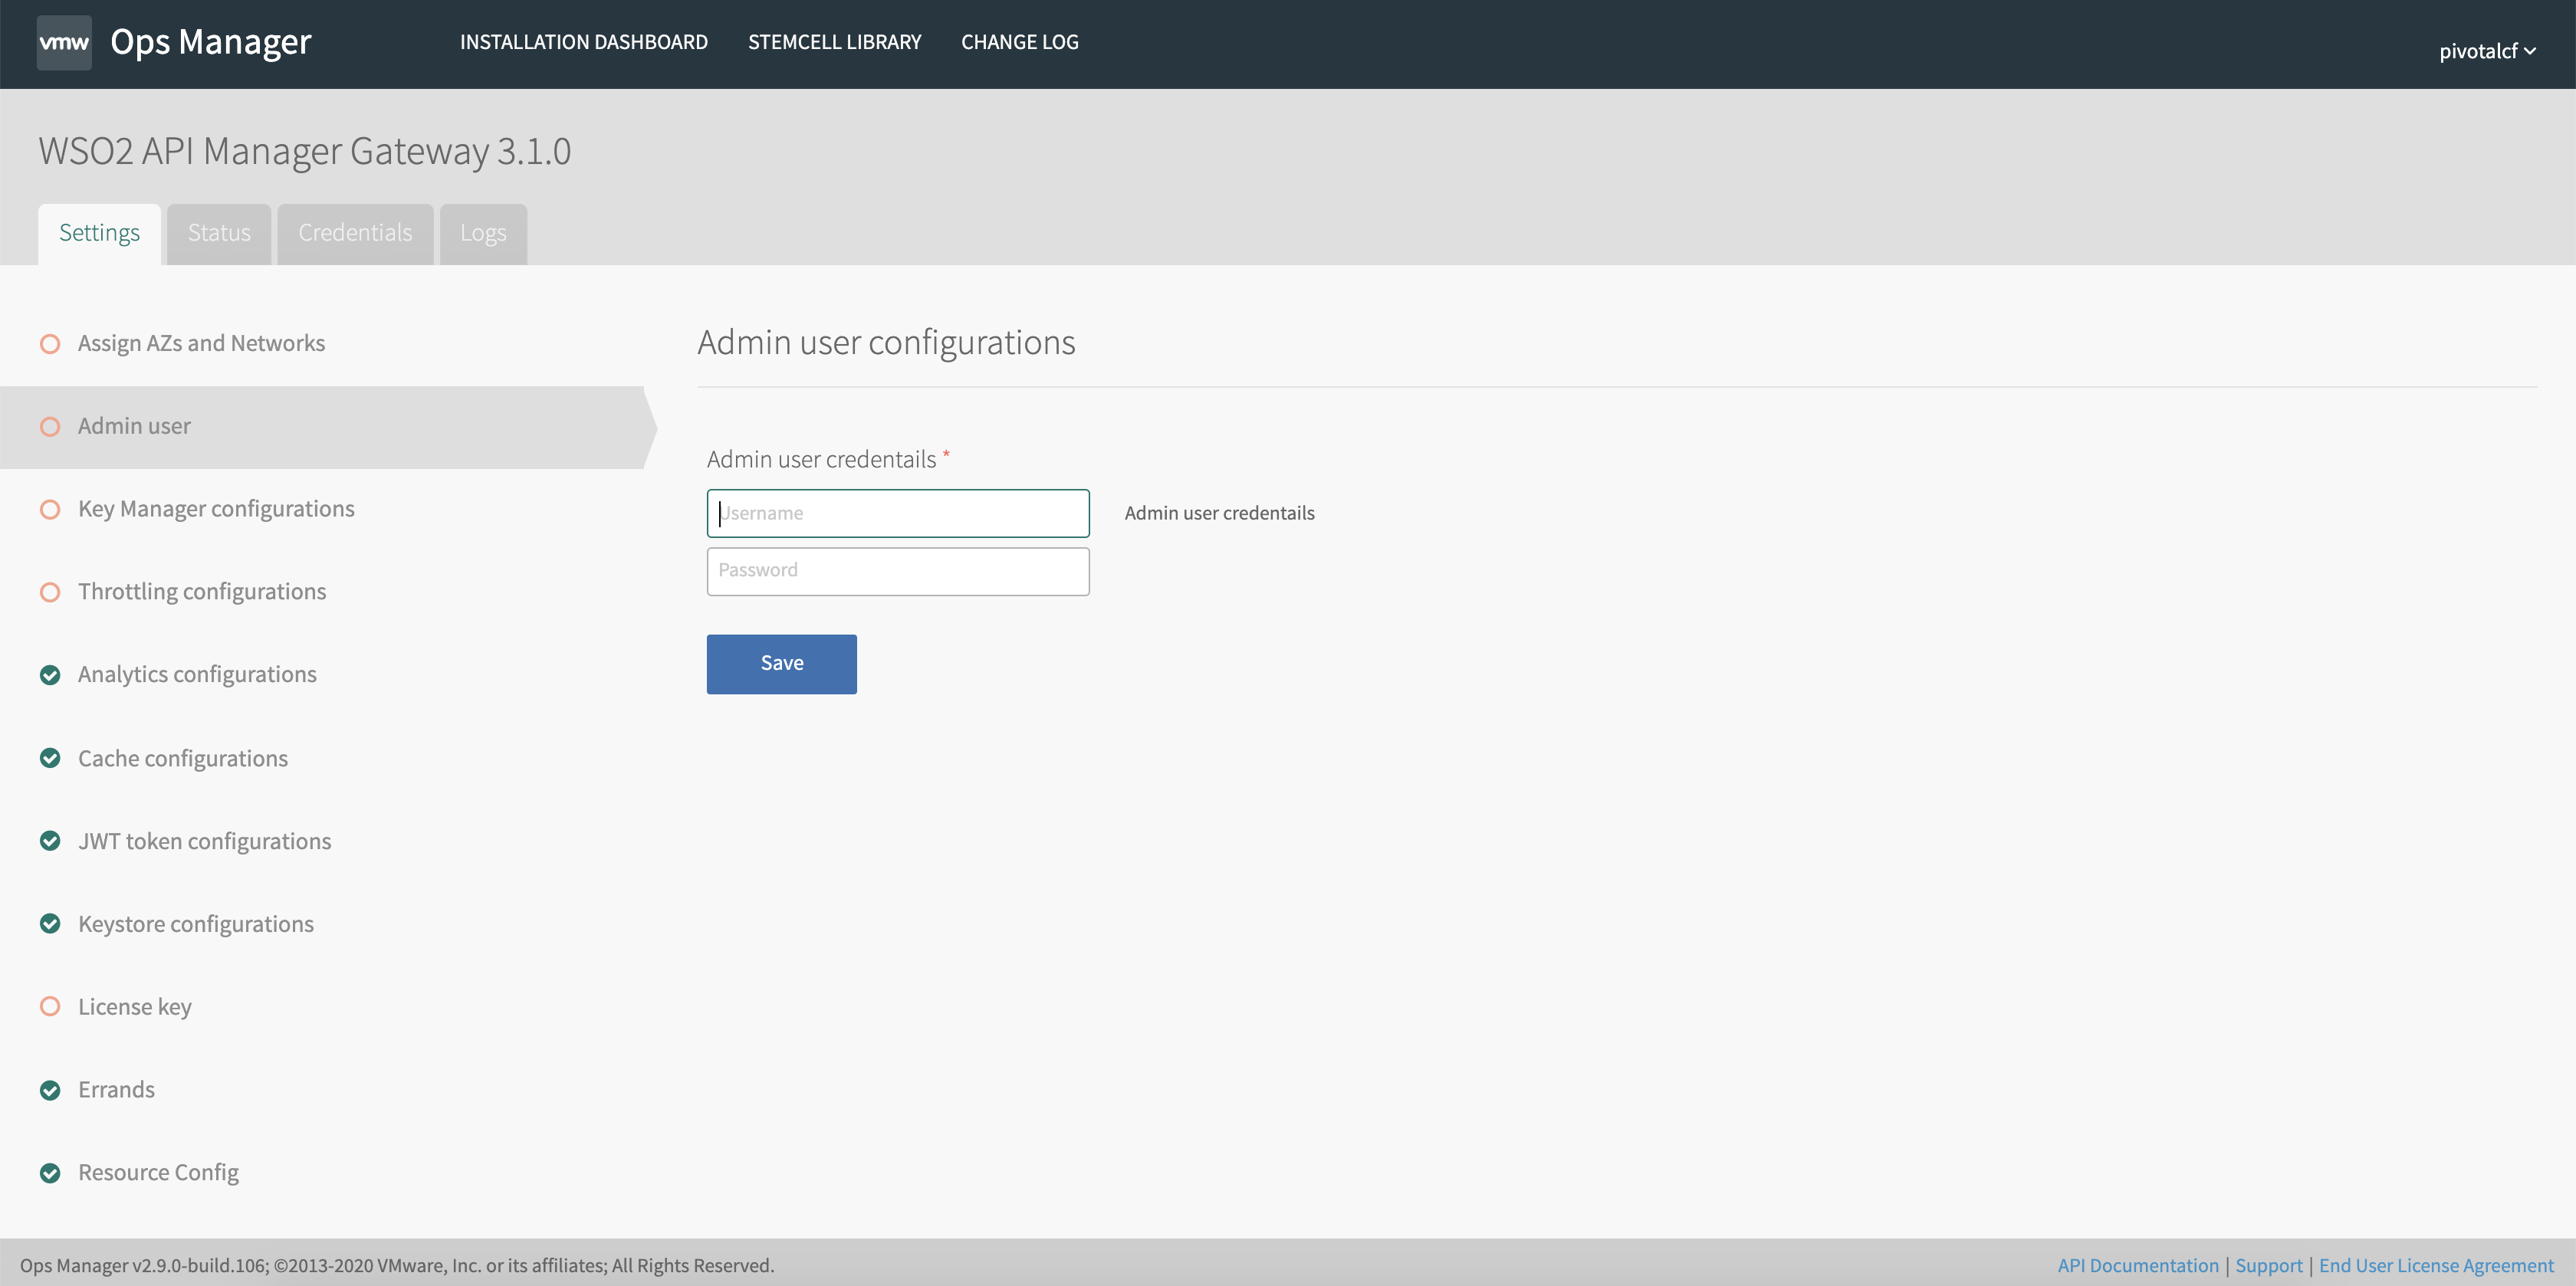 vmw Ops Manager INSTALLATION DASHBOARD STEMCELL LIBRARY CHANGE LOG pivotalcf
WSO2 API Manager Gateway 3.1.0
Settings Status Credentials Logs
Assign AZs and Networks
Admin user
Key Manager configurations
Throttling configurations
Analytics configurations
Cache configurations
JWT token configurations
Keystore configurations
License key
Errands
Resource Config
Admin user configurations
Admin user credentails *
Username
Admin user credentails
Password
Save
Ops Manager v2.9.0-build.106; ©2013-2020 VMware, Inc. or its affiliates; All Rights Reserved.
API Documentation | Support | End User License Agreement